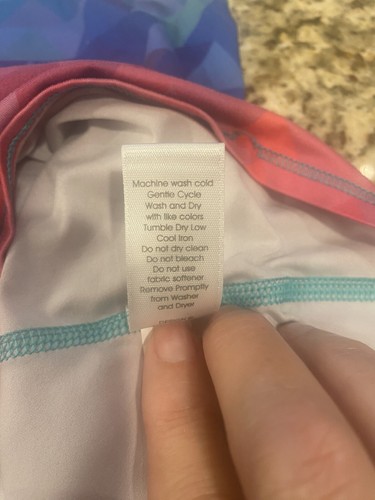 Machine wash cold
Gentle Cycle
Wash and Dry
with like colors
Tumble Dry Low
Cool Iron
Do not dry clean
Do not bleach
Do not use
fabric softener
Remove Promptly
from Washer
and Dryer